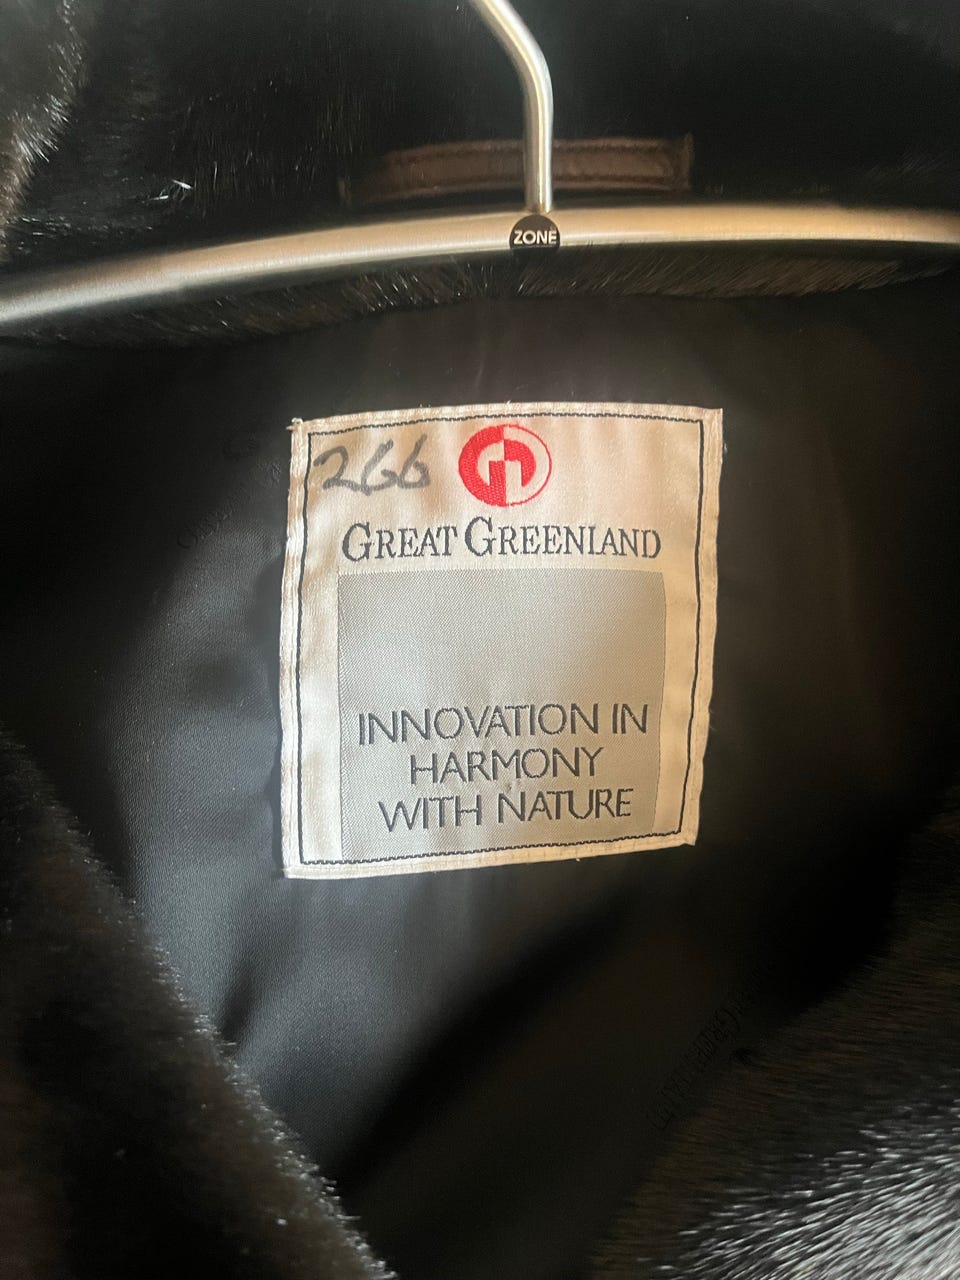 ZONE
266
GREAT GREENLAND
INNOVATION IN
HARMONY
WITH NATURE